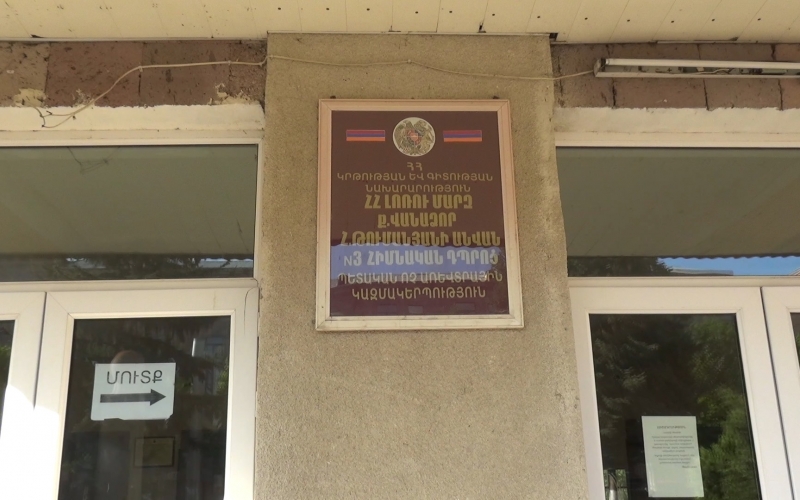 ՀՀ
ԿՐԹՈՒԹՅԱՆ ԵՎ ԳԻՏՈՒԹՅԱՆ
ՆԱԽԱՐԱՐՈՒԹՅՈՒՆ
ՀՀ ԼՈՌՈՒ ՄԱՐԶ
Ք.ՎԱՆԱՁՈՐ
Հ.ԹՈՒՄԱՆՅԱՆԻ ԱՆՎԱՆ
N3 ՀԻՄՆԱԿԱՆ ԴՊՐՈՑ
ՊԵՏԱԿԱՆ ՈՉ ԱՌԵՎՏՐԱՅԻՆ
ԿԱԶՄԱԿԵՐՊՈՒԹՅՈՒՆ
ՄՈՒՏՔ